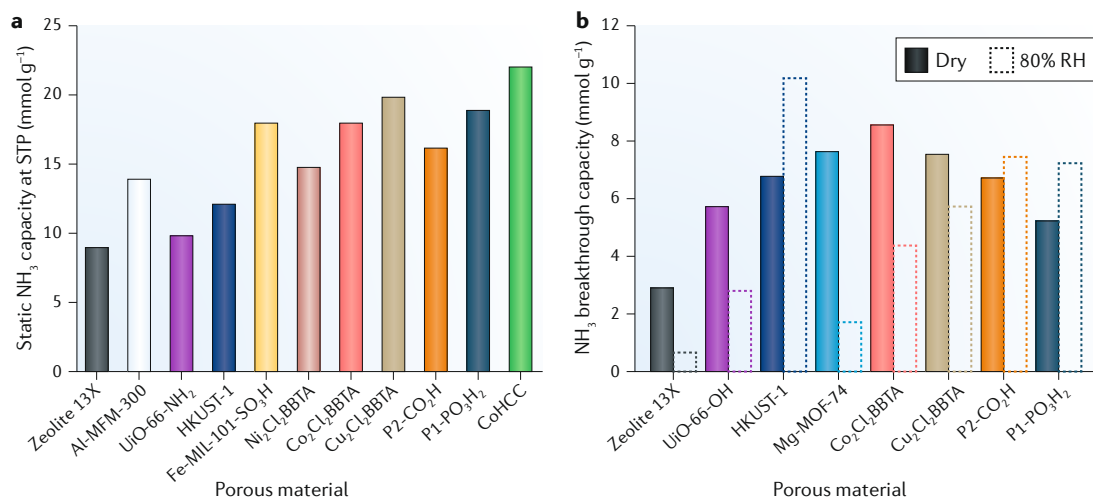 a
Static NH₃ capacity at STP (mmol g⁻¹)
25
20
15
10
5
0
Zeolite 13X
Al-MFM-300
UiO-66-NH₂
HKUST-1
Fe-MIL-101-SO₃H
Ni₂Cl₂BBTA
Co₂Cl₂BBTA
Cu₂Cl₂BBTA
P2-CO₂H
P1-PO₃H₂
CoHCC
Porous material
b
NH₃ breakthrough capacity (mmol g⁻¹)
12
10
8
6
4
2
0
Dry
80% RH
Zeolite 13X
UiO-66-OH
HKUST-1
Mg-MOF-74
Co₂Cl₂BBTA
Cu₂Cl₂BBTA
P2-CO₂H
P1-PO₃H₂
Porous material